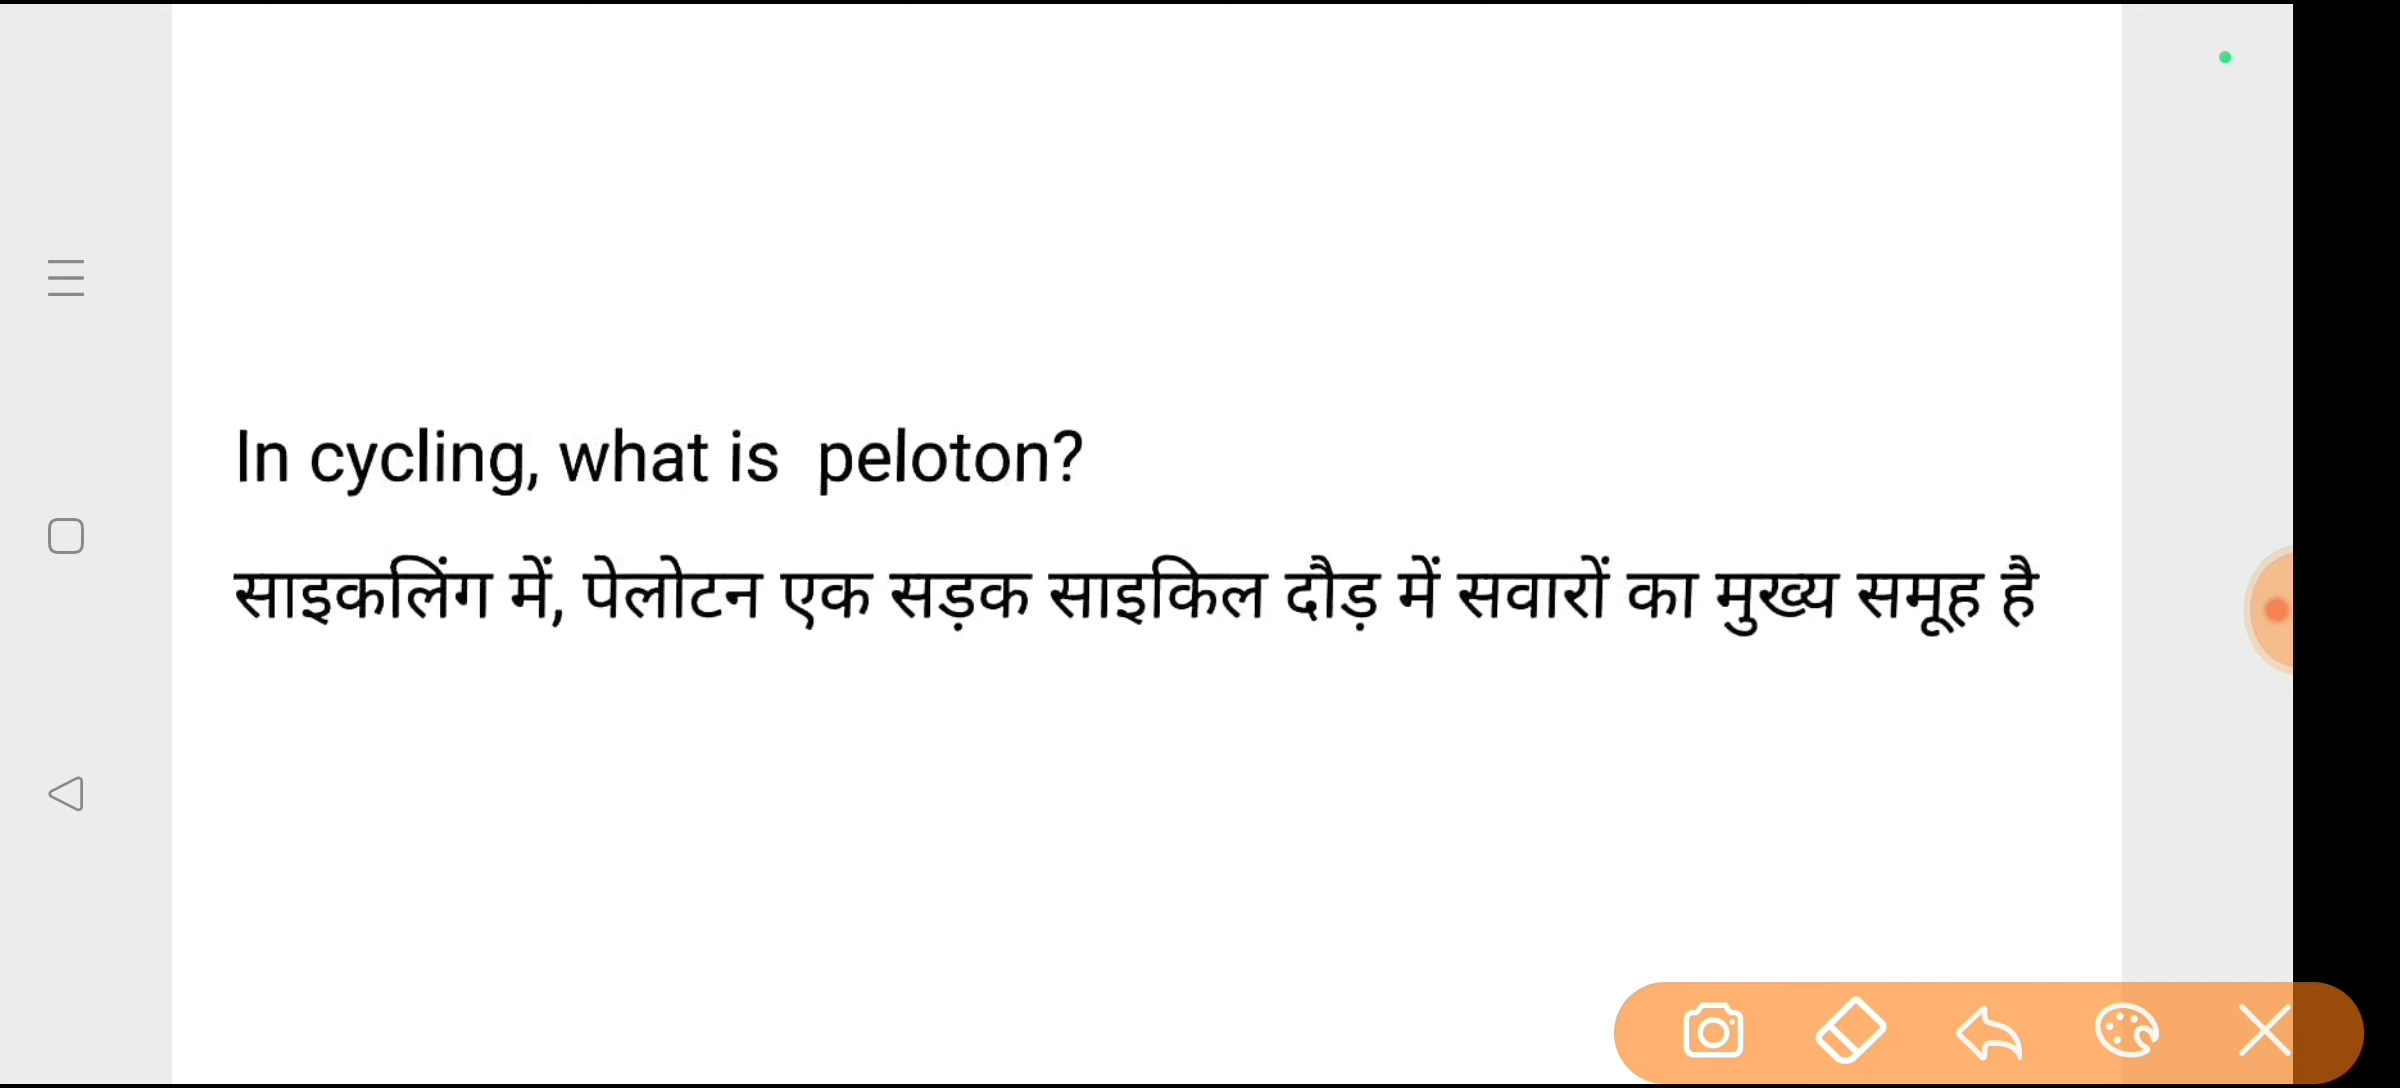 In cycling, what is  peloton?
साइकलिंग में, पेलोटन एक सड़क साइकिल दौड़ में सवारों का मुख्य समूह है